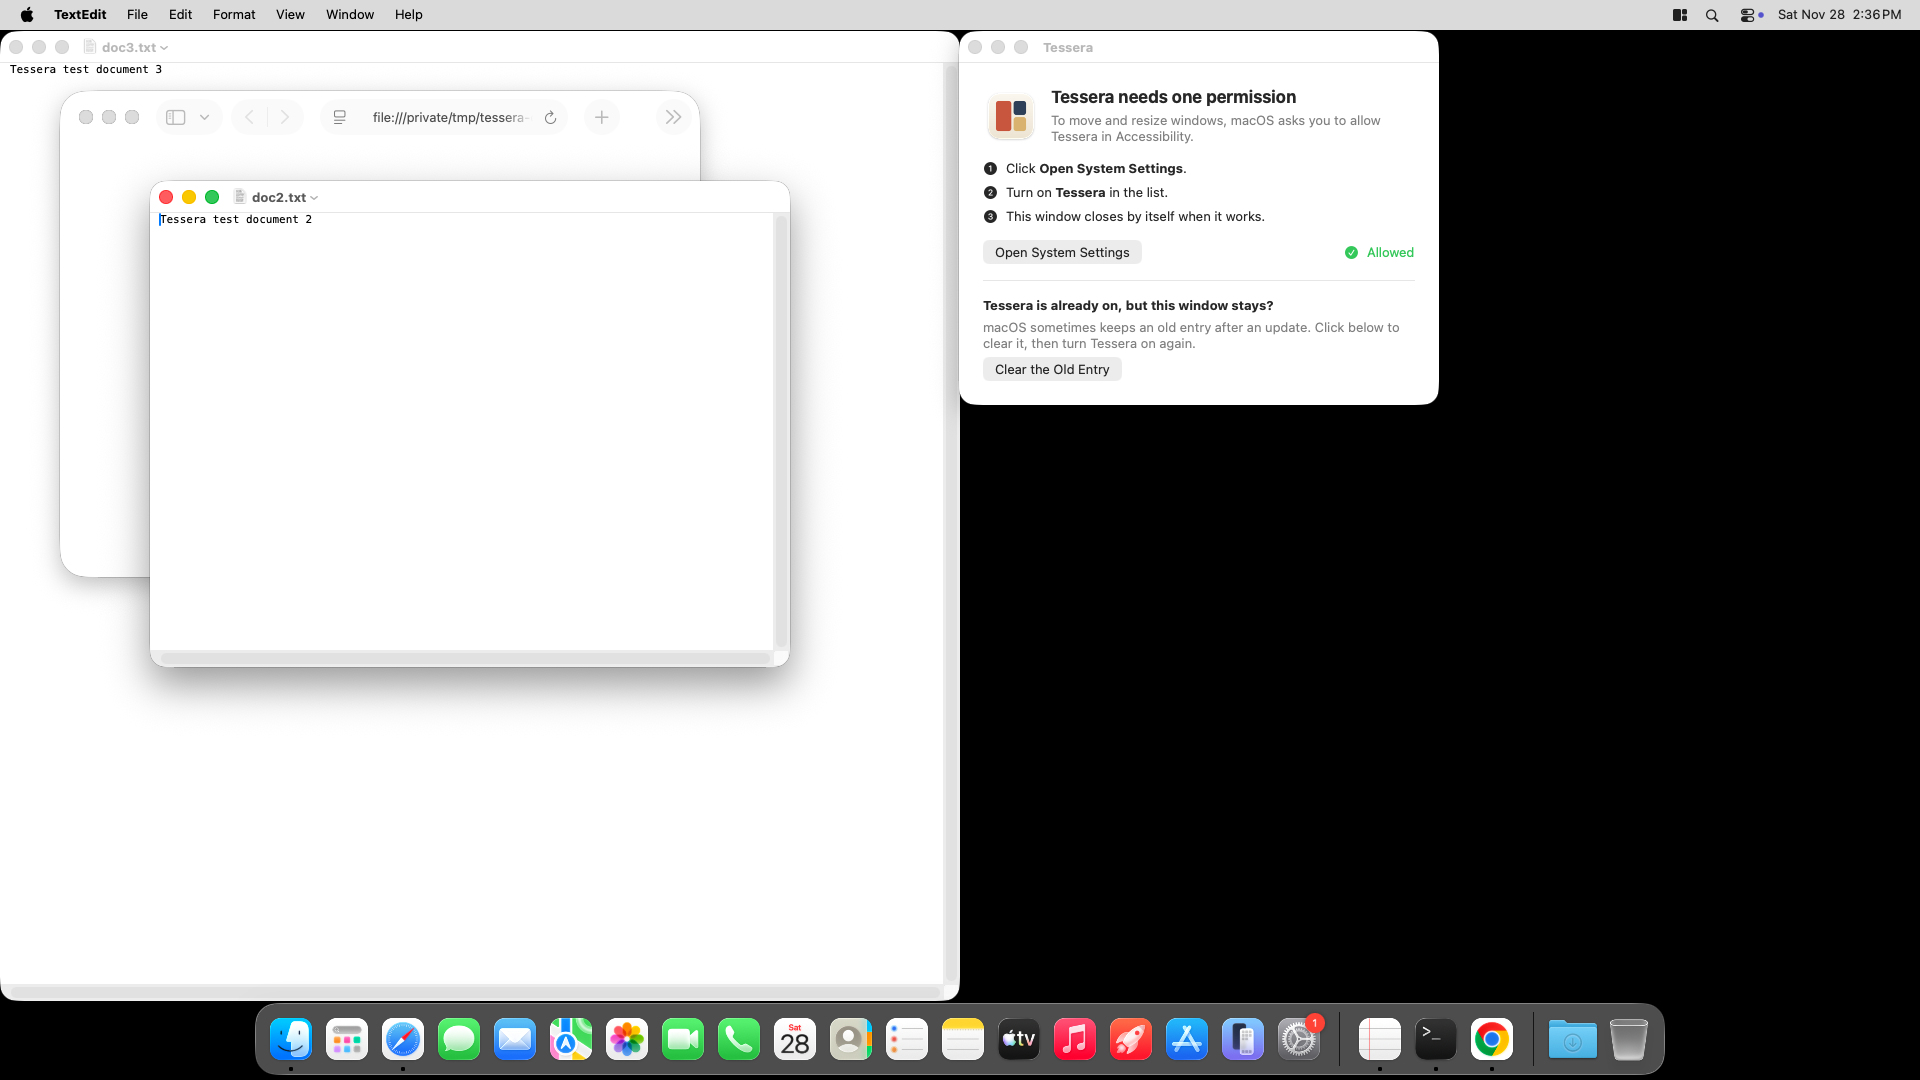 TextEdit File Edit Format View Window Help Sat Nov 28 2:36 PM
doc3.txt
Tessera test document 3
file:///private/tmp/tessera-
doc2.txt
Tessera test document 2
Tessera
Tessera needs one permission
To move and resize windows, macOS asks you to allow
Tessera in Accessibility.
1 Click Open System Settings.
2 Turn on Tessera in the list.
3 This window closes by itself when it works.
Open System Settings Allowed
Tessera is already on, but this window stays?
macOS sometimes keeps an old entry after an update. Click below to
clear it, then turn Tessera on again.
Clear the Old Entry
Sat
28
tv
1